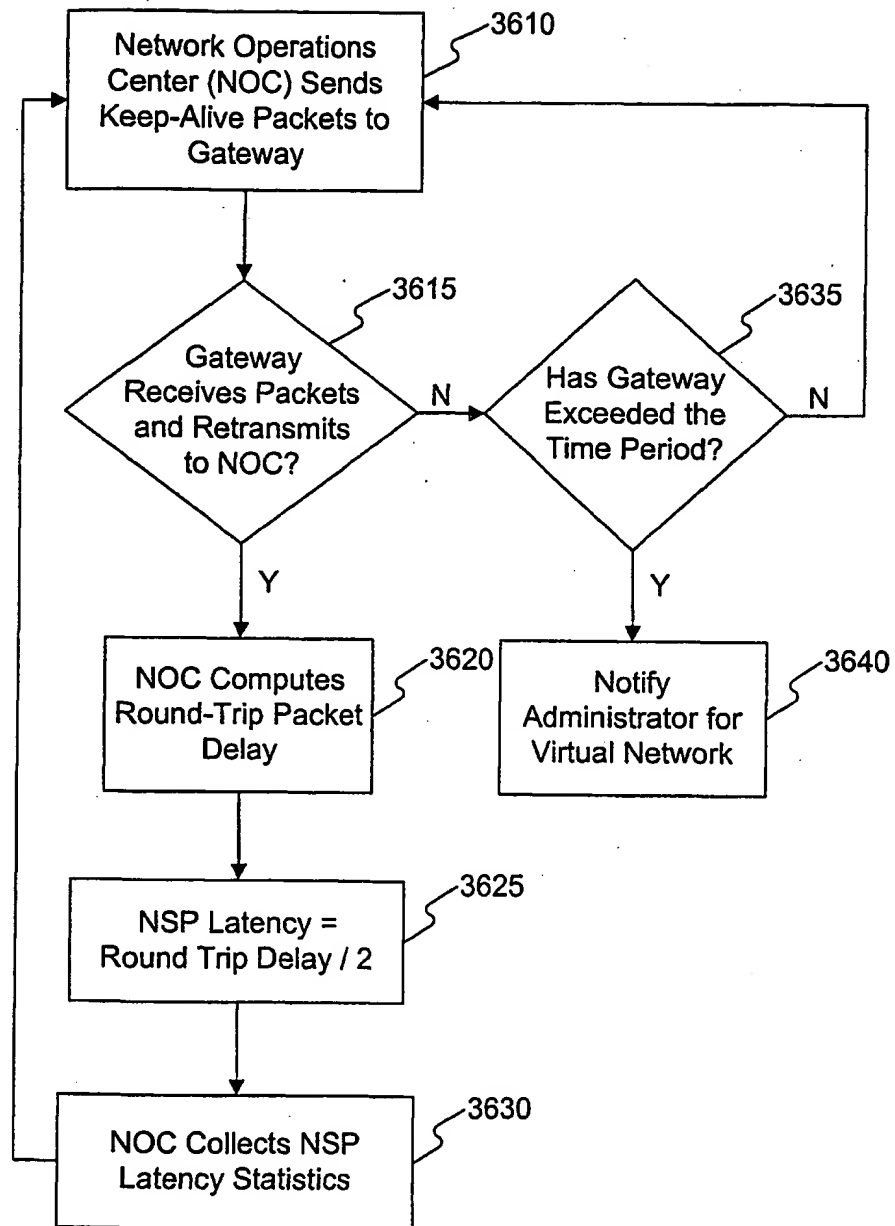 Network Operations
Center (NOC) Sends
Keep-Alive Packets to
Gateway
3610
Gateway
Receives Packets
and Retransmits
to NOC?
3615
N
Y
Has Gateway
Exceeded the
Time Period?
3635
N
Y
NOC Computes
Round-Trip Packet
Delay
3620
Notify
Administrator for
Virtual Network
3640
NSP Latency =
Round Trip Delay / 2
3625
NOC Collects NSP
Latency Statistics
3630